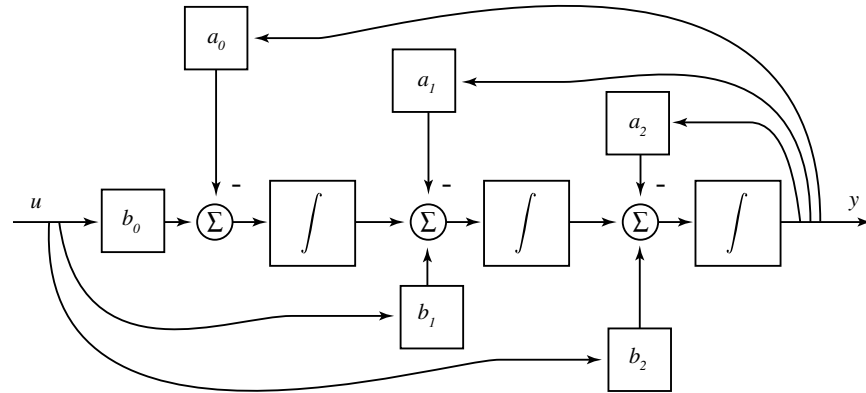 a₀
a₁
a₂
u
y
b₀
-
Σ
∫
-
Σ
∫
-
Σ
∫
b₁
b₂